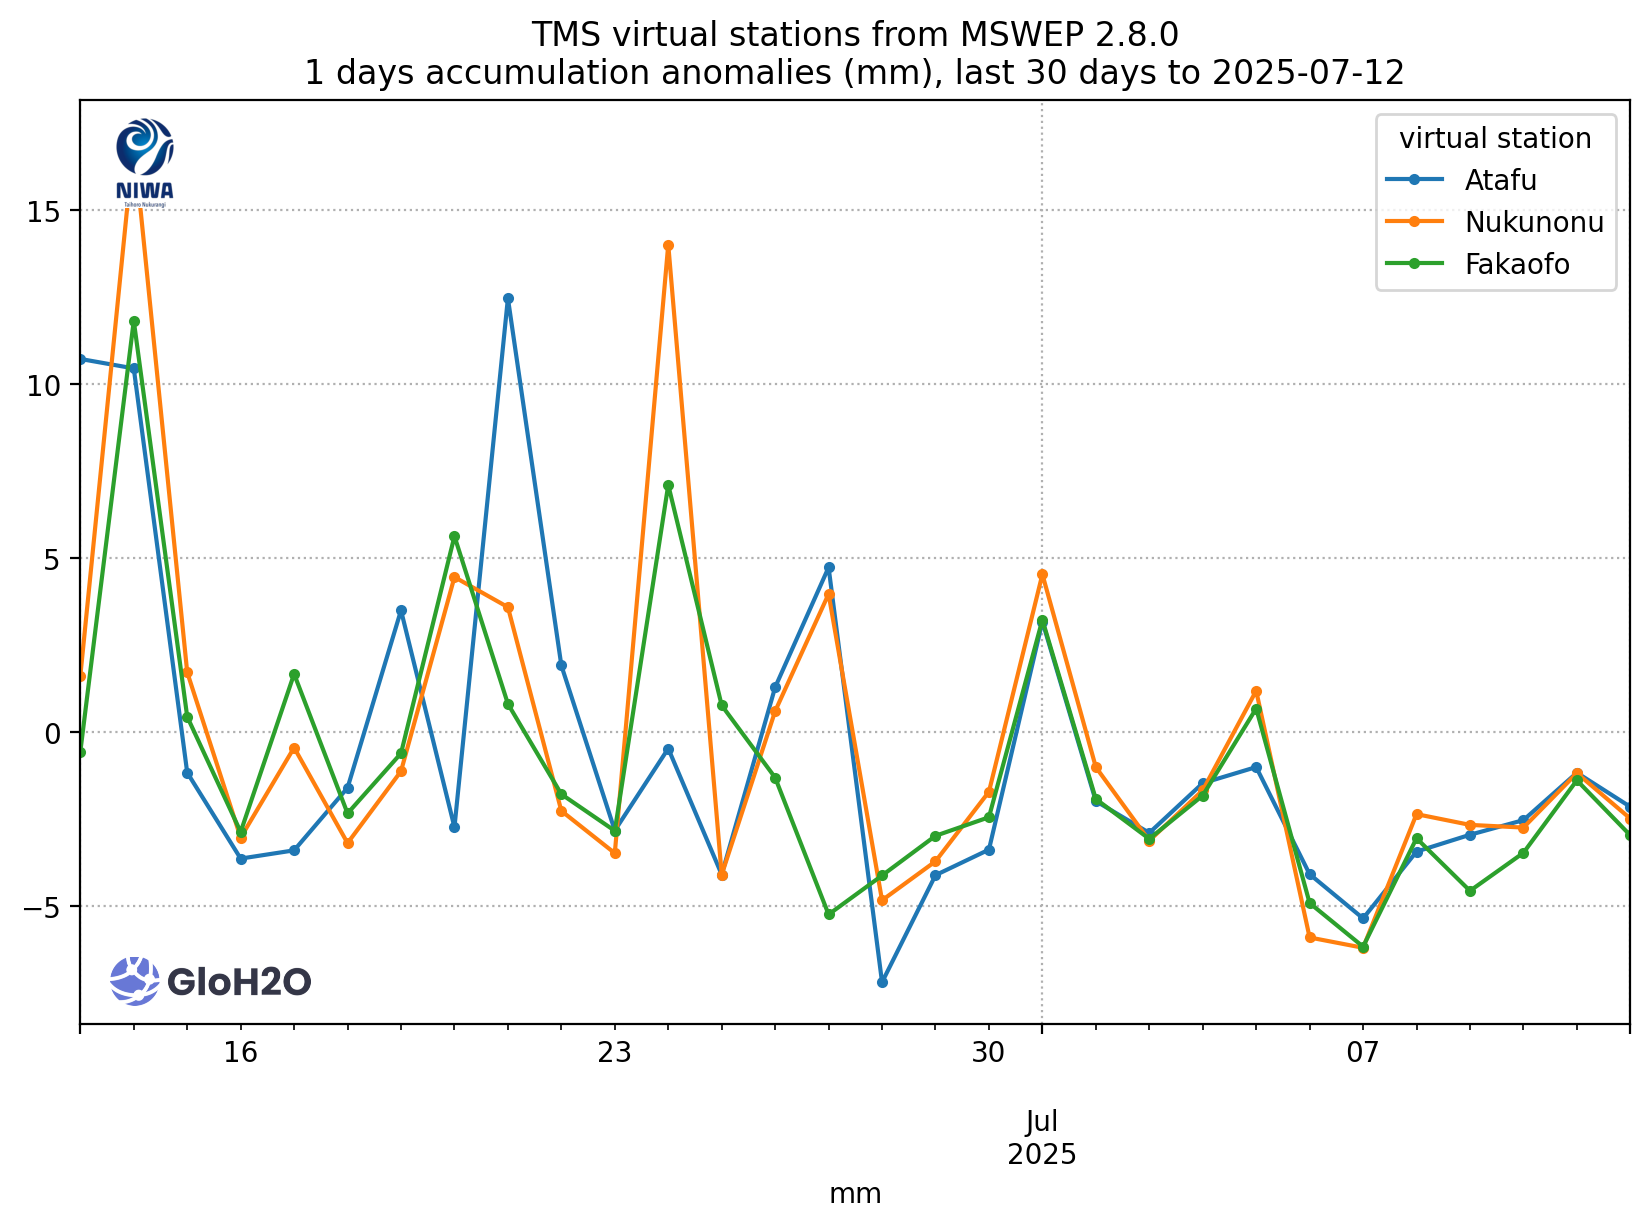 TMS virtual stations from MSWEP 2.8.0
1 days accumulation anomalies (mm), last 30 days to 2025-07-12
NIWA
Taihoro Nukurangi
virtual station
Atafu
Nukunonu
Fakaofo
15
10
5
0
−5
GloH2O
16
23
30
07
Jul
2025
mm